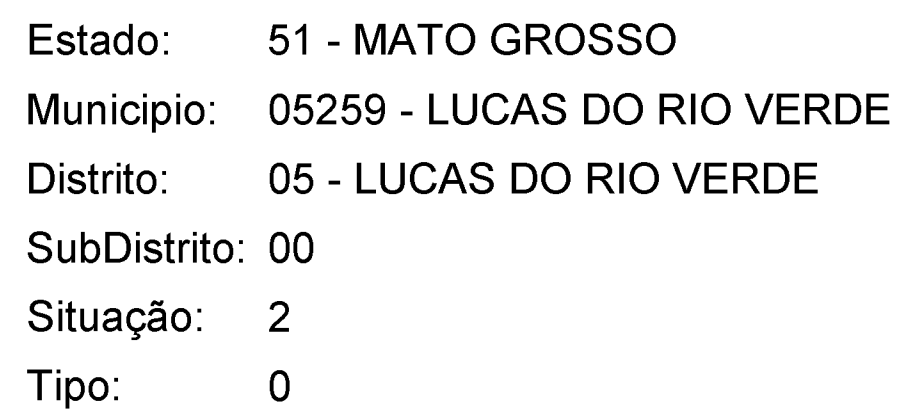 Estado: 51 - MATO GROSSO
Municipio: 05259 - LUCAS DO RIO VERDE
Distrito: 05 - LUCAS DO RIO VERDE
SubDistrito: 00
Situação: 2
Tipo: 0